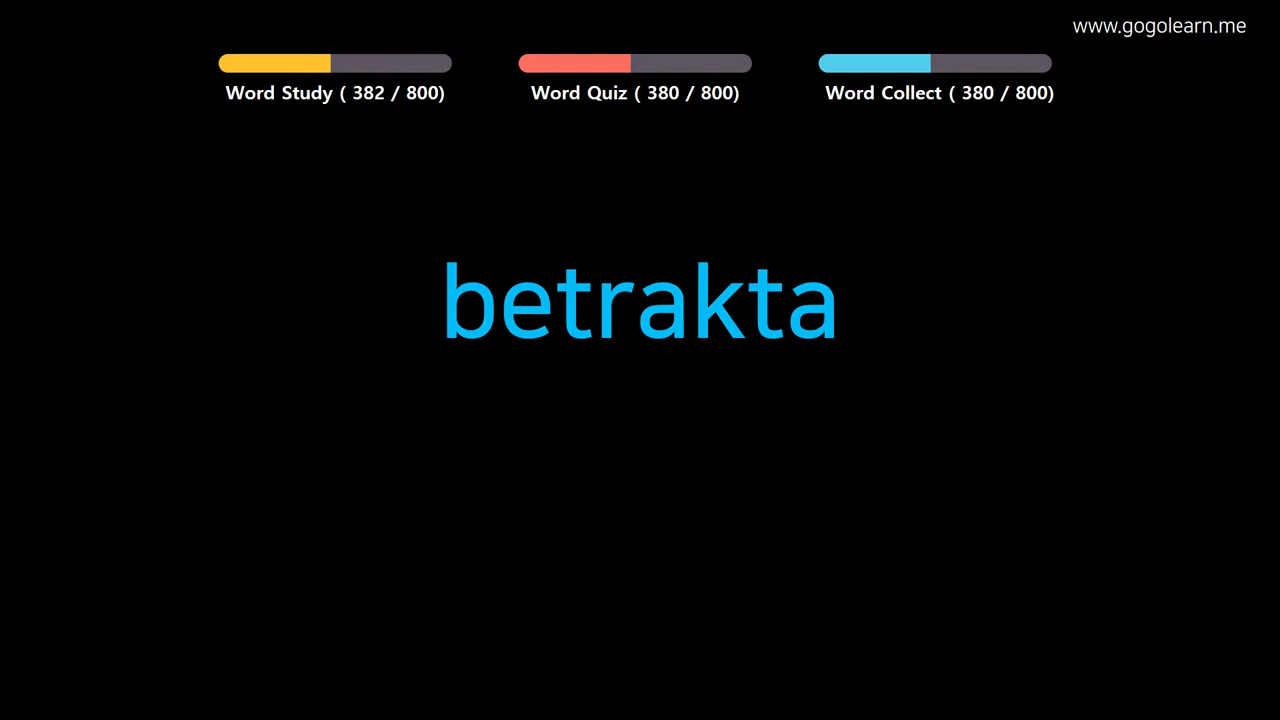 www.gogolearn.me
Word Study ( 382 / 800)
Word Quiz ( 380 / 800)
Word Collect ( 380 / 800)
betrakta